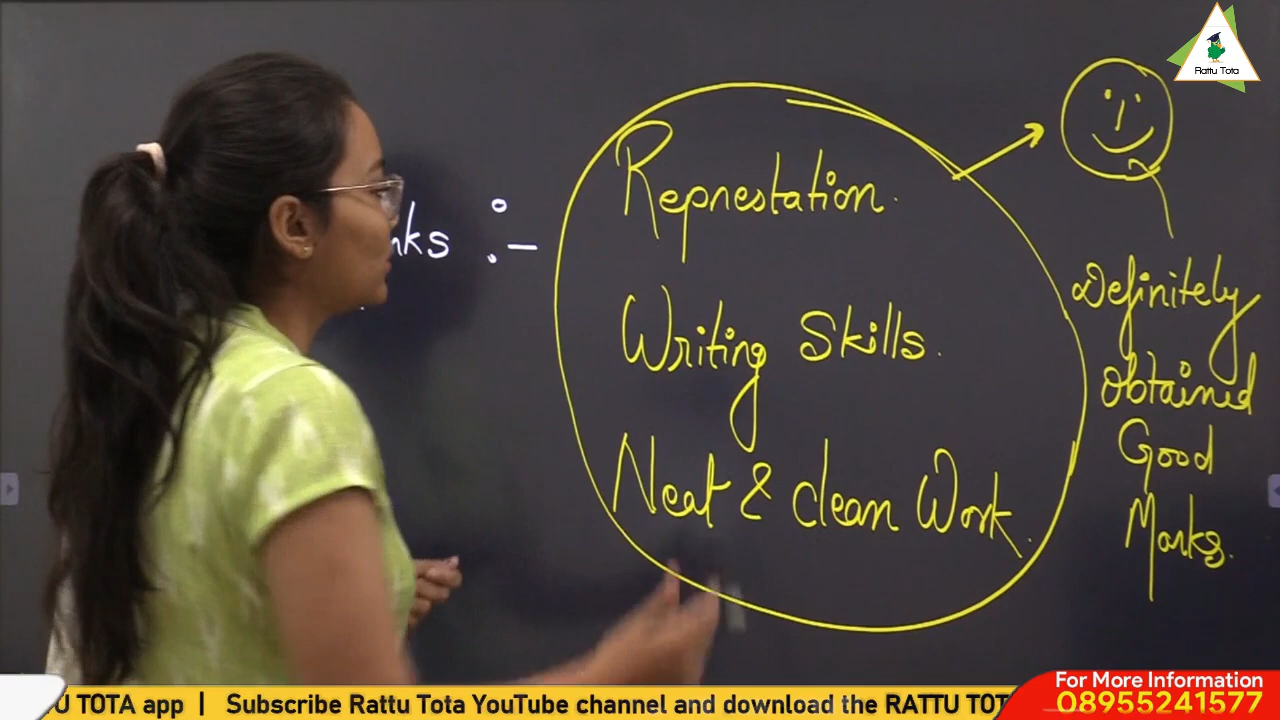 Rattu Tota
Represtation.
nks :-
Writing Skills.
Neat & clean Work.
Definitely
obtained
Good
Marks.
U TOTA app | Subscribe Rattu Tota YouTube channel and download the RATTU TOT
For More Information
08955241577